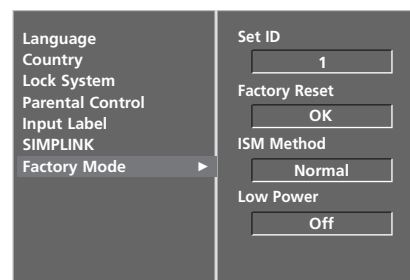 Language
Country
Lock System
Parental Control
Input Label
SIMPLINK
Factory Mode ►
Set ID
1
Factory Reset
OK
ISM Method
Normal
Low Power
Off